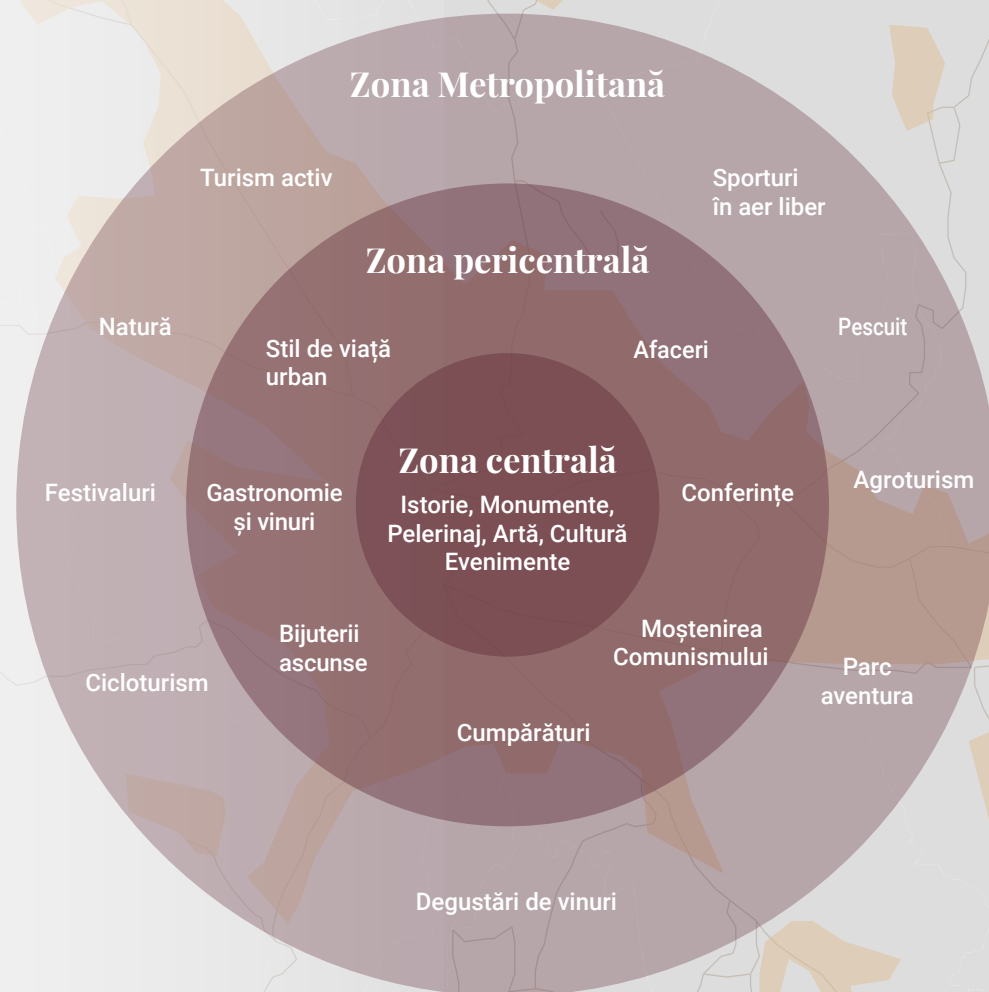 Zona Metropolitană
Turism activ
Sporturi
în aer liber
Zona pericentrală
Natură
Pescuit
Stil de viață
urban
Afaceri
Zona centrală
Istorie, Monumente,
Pelerinaj, Artă, Cultură
Evenimente
Festivaluri
Gastronomie
și vinuri
Conferințe
Agroturism
Bijuterii
ascunse
Moștenirea
Comunismului
Cicloturism
Parc
aventura
Cumpărături
Degustări de vinuri